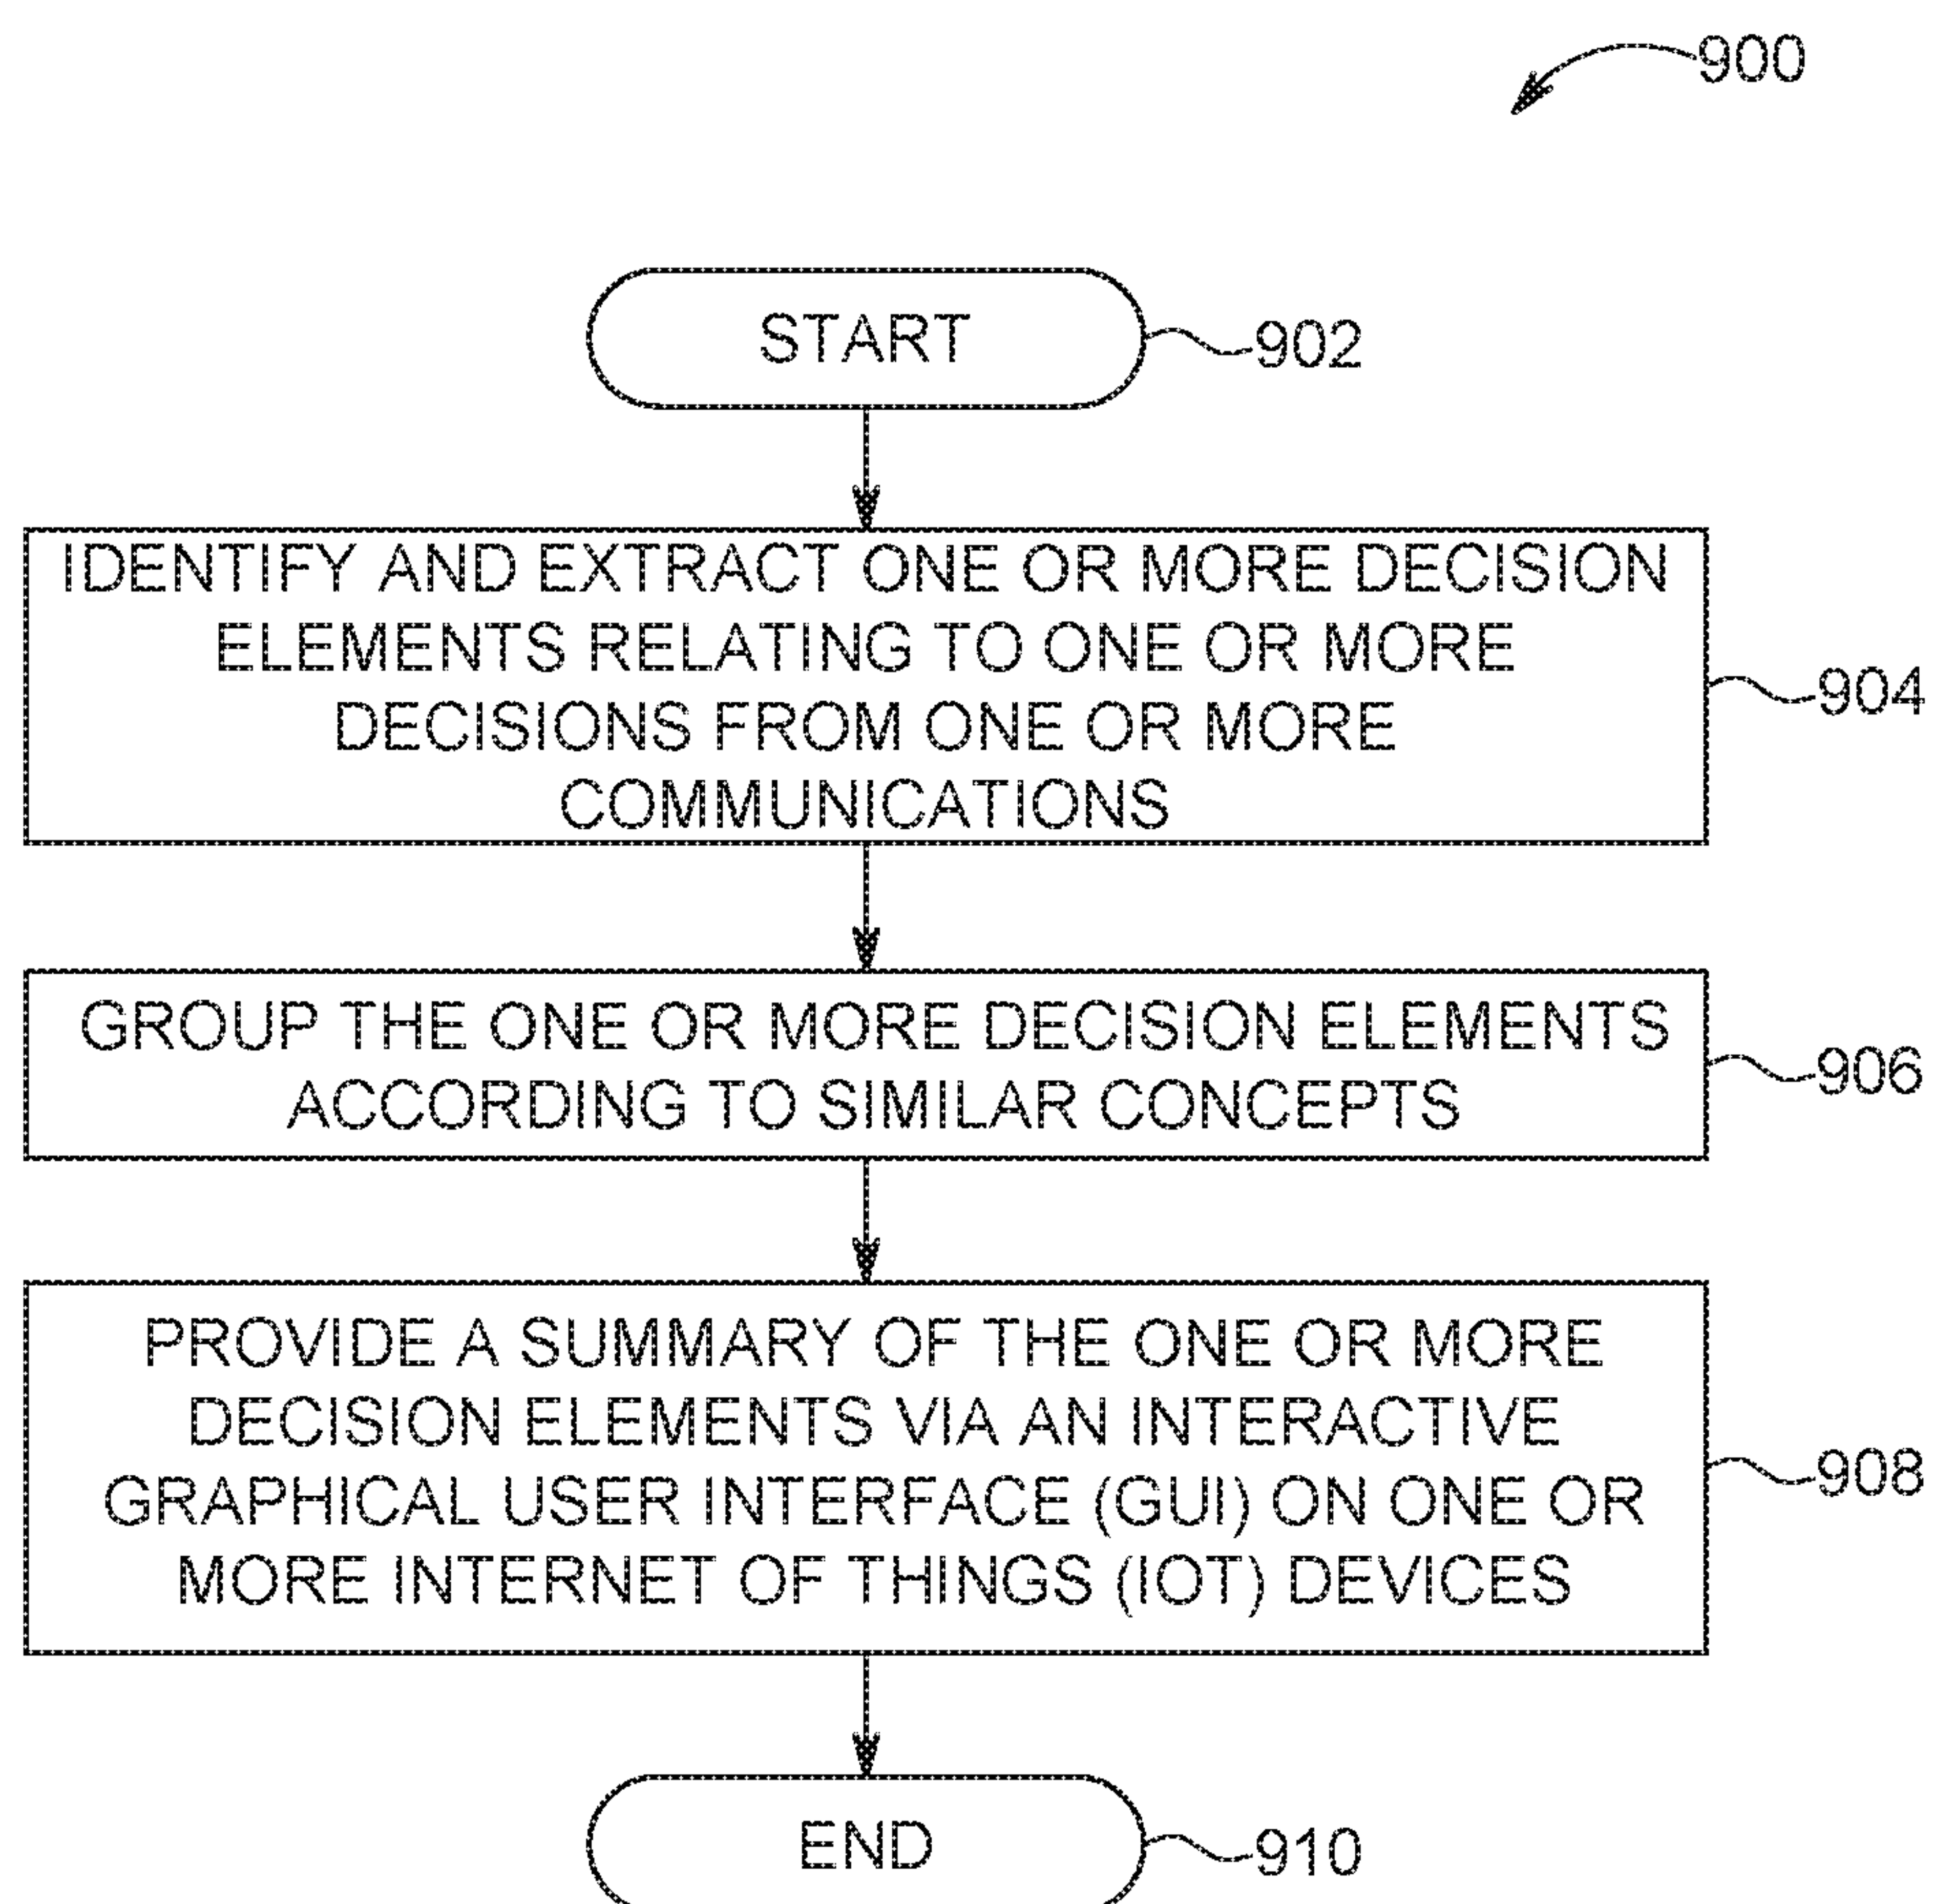 900
START
902
IDENTIFY AND EXTRACT ONE OR MORE DECISION
ELEMENTS RELATING TO ONE OR MORE
DECISIONS FROM ONE OR MORE
COMMUNICATIONS
904
GROUP THE ONE OR MORE DECISION ELEMENTS
ACCORDING TO SIMILAR CONCEPTS
906
PROVIDE A SUMMARY OF THE ONE OR MORE
DECISION ELEMENTS VIA AN INTERACTIVE
GRAPHICAL USER INTERFACE (GUI) ON ONE OR
MORE INTERNET OF THINGS (IOT) DEVICES
908
END
910